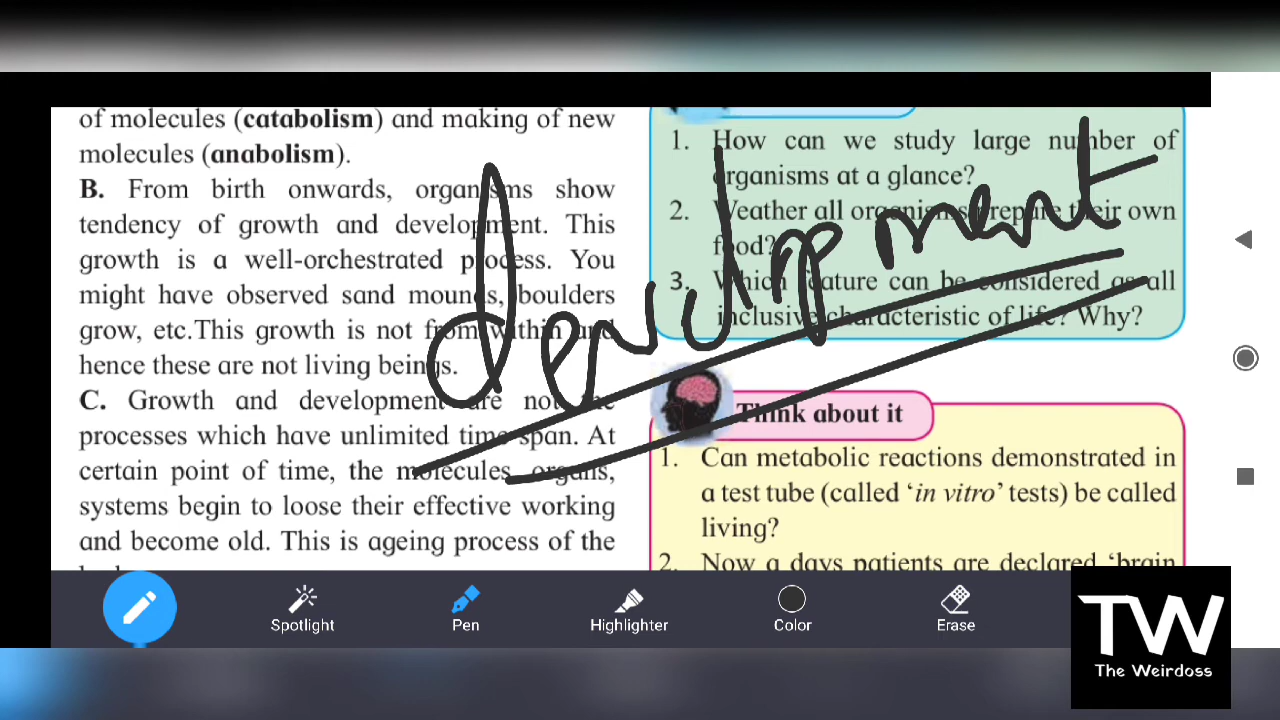 of molecules (catabolism) and making of new
molecules (anabolism).
B. From birth onwards, organisms show
tendency of growth and development. This
growth is a well-orchestrated process. You
might have observed sand mounds, boulders
grow, etc.This growth is not from within and
hence these are not living beings.
C. Growth and development are not the
processes which have unlimited time span. At
certain point of time, the molecules, organs,
systems begin to loose their effective working
and become old. This is ageing process of the
1. How can we study large number of
organisms at a glance?
2. Weather all organisms prepare their own
food?
3. Which feature can be considered as all
inclusive characteristic of life? Why?
development
Think about it
1. Can metabolic reactions demonstrated in
a test tube (called ‘in vitro’ tests) be called
living?
2. Now a days patients are declared ‘brain
Spotlight
Pen
Highlighter
Color
Erase
TW
The Weirdoss